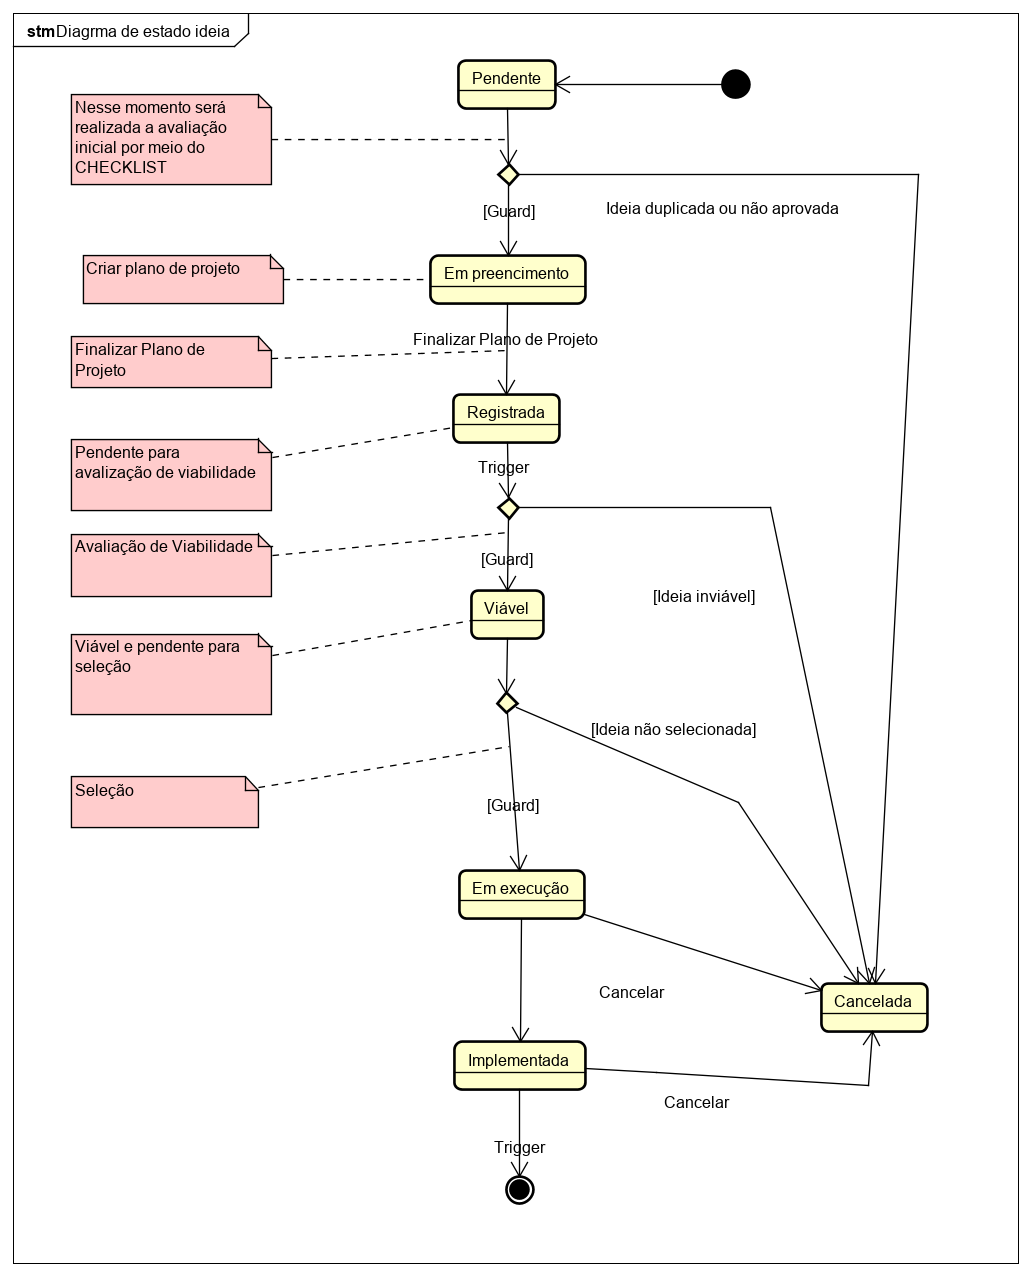 stm Diagrma de estado ideia
Pendente
Nesse momento será
realizada a avaliação
inicial por meio do
CHECKLIST
[Guard]
Ideia duplicada ou não aprovada
Criar plano de projeto
Em preencimento
Finalizar Plano de Projeto
Finalizar Plano de
Projeto
Registrada
Pendente para
avalização de viabilidade
Trigger
Avaliação de Viabilidade
[Guard]
[Ideia inviável]
Viável
Viável e pendente para
seleção
[Ideia não selecionada]
Seleção
[Guard]
Em execução
Cancelar
Cancelada
Implementada
Cancelar
Trigger